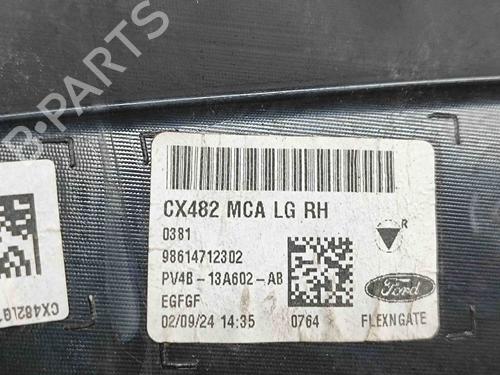 B-PARTS
CX482 MCA LG RH
0381
R
98614712302
PV4B-13A602-AB
EGFGF
Ford
02/09/24 14:35 0764 FLEXNGATE